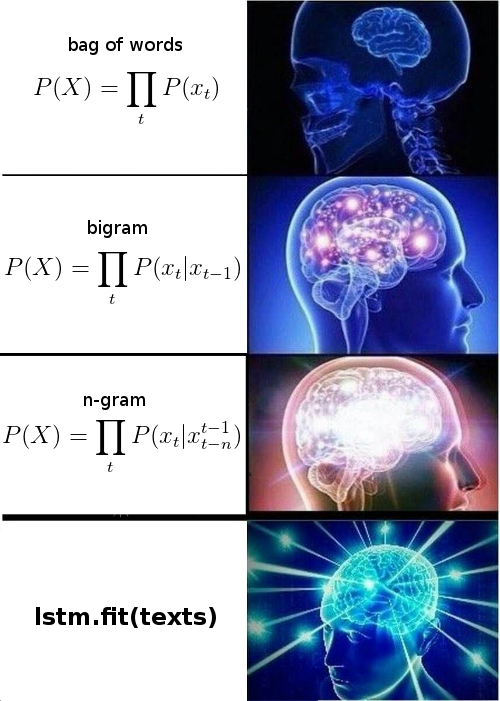 bag of words
P(X) = ∏_t P(x_t)
bigram
P(X) = ∏_t P(x_t|x_{t-1})
n-gram
P(X) = ∏_t P(x_t|x_{t-n}^{t-1})
lstm.fit(texts)